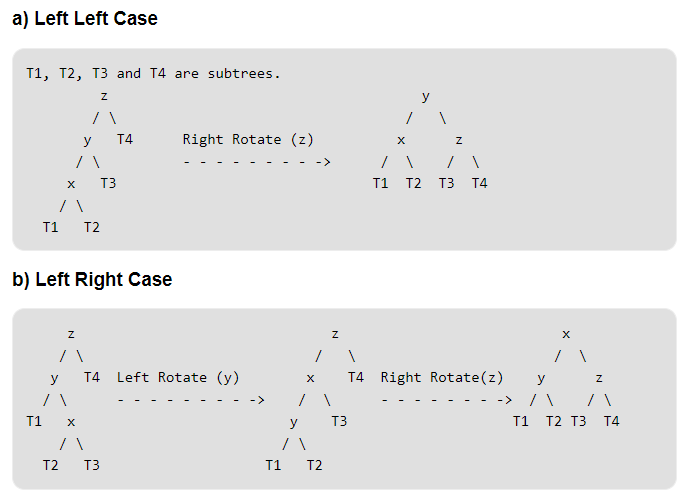 a) Left Left Case
T1, T2, T3 and T4 are subtrees.
         z                                      y
        / \                                   /   \
       y   T4      Right Rotate (z)          x      z
      / \          - - - - - - - - ->      /  \    /  \
     x   T3                               T1  T2  T3  T4
    / \
  T1   T2
b) Left Right Case
     z                               z                           x
    / \                            /   \                        /  \
   y   T4  Left Rotate (y)        x    T4  Right Rotate(z)    y      z
  / \      - - - - - - - - ->    /  \      - - - - - - - ->  / \    / \
T1   x                          y    T3                    T1  T2 T3  T4
    / \                        / \
  T2   T3                    T1   T2